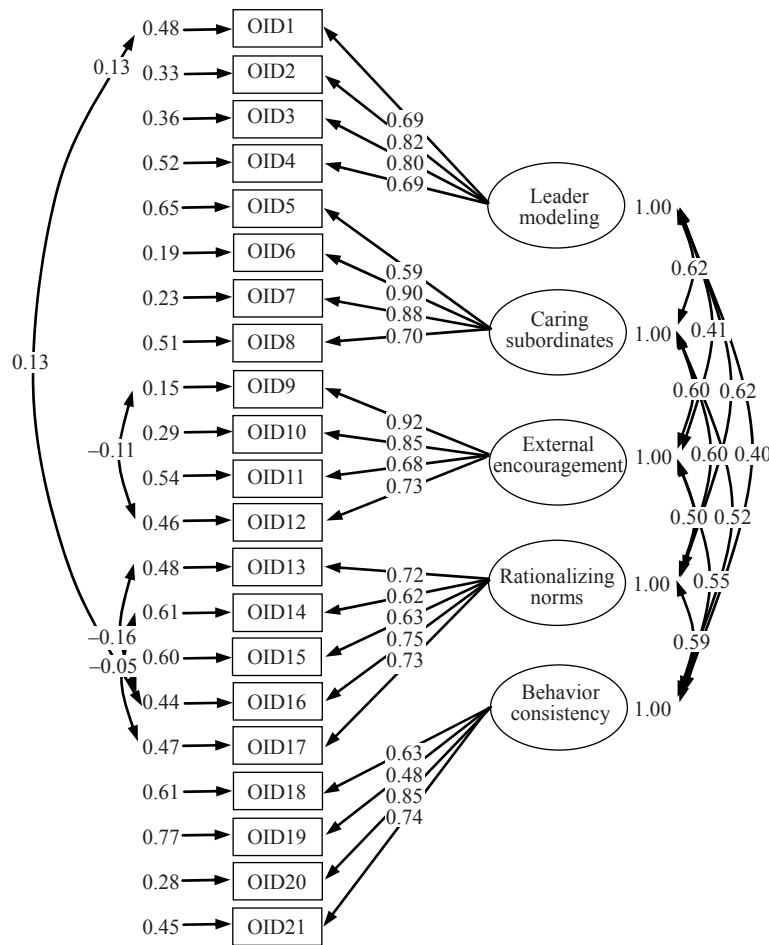 0.48 OID1
0.13
0.33 OID2
0.36 OID3
0.69
0.82
0.80
0.69
0.52 OID4
Leader
modeling
1.00
0.65 OID5
0.19 OID6
0.59
0.90
0.88
0.70
0.62
0.23 OID7
0.51 OID8
Caring
subordinates
1.00
0.41
0.13
0.15 OID9
0.60
0.62
0.29 OID10
–0.11
0.92
0.85
0.68
0.73
External
encouragement
1.00
0.60
0.40
0.54 OID11
0.46 OID12
0.50
0.52
0.48 OID13
0.72
0.62
0.63
0.75
0.73
Rationalizing
norms
1.00
0.55
0.61 OID14
–0.16
0.60 OID15
–0.05
0.59
0.44 OID16
Behavior
consistency
1.00
0.47 OID17
0.63
0.48
0.85
0.74
0.61 OID18
0.77 OID19
0.28 OID20
0.45 OID21